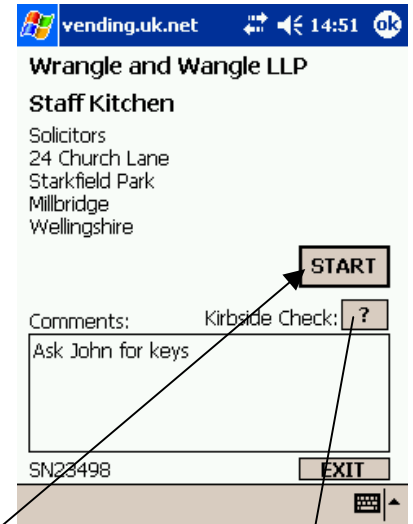 vending.uk.net 14:51 ok
Wrangle and Wangle LLP
Staff Kitchen
Solicitors
24 Church Lane
Starkfield Park
Millbridge
Wellingshire
START
Comments: Kirbside Check: ?
Ask John for keys
SN23498 EXIT